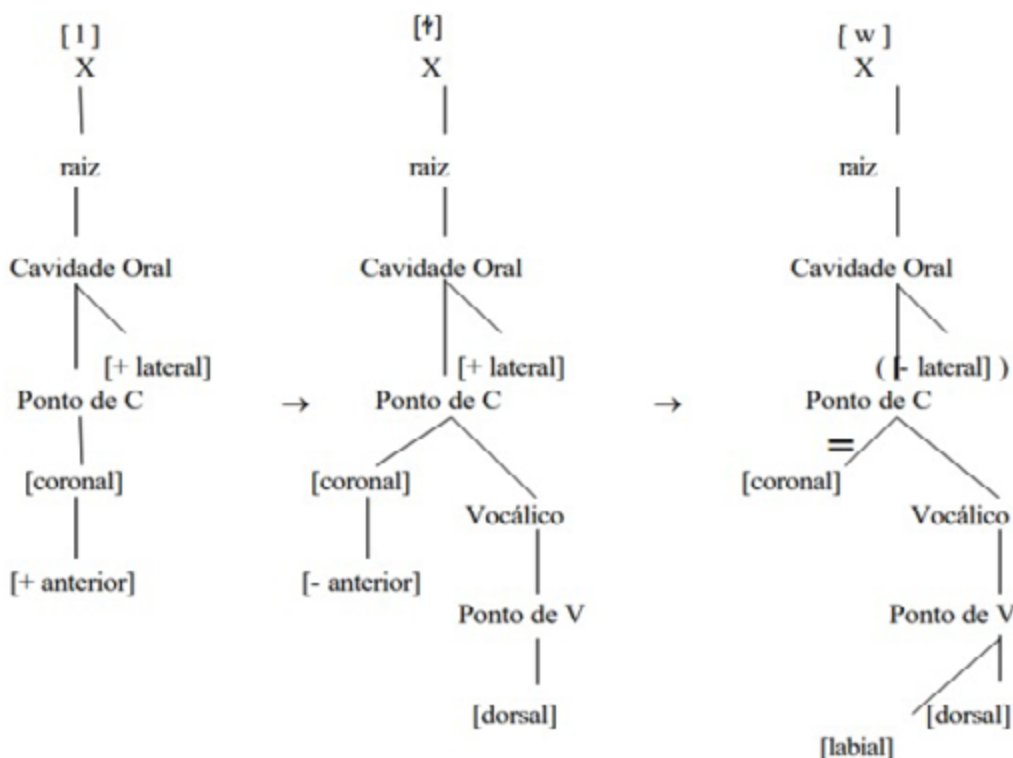 [ l ] [ɫ] [ w ]
X X X
raiz raiz raiz
Cavidade Oral Cavidade Oral Cavidade Oral
[+ lateral] [+ lateral] ( [- lateral] )
Ponto de C → Ponto de C → Ponto de C
=
[coronal] [coronal] [coronal]
Vocálico Vocálico
[+ anterior] [- anterior]
Ponto de V Ponto de V
[dorsal] [dorsal]
[labial]